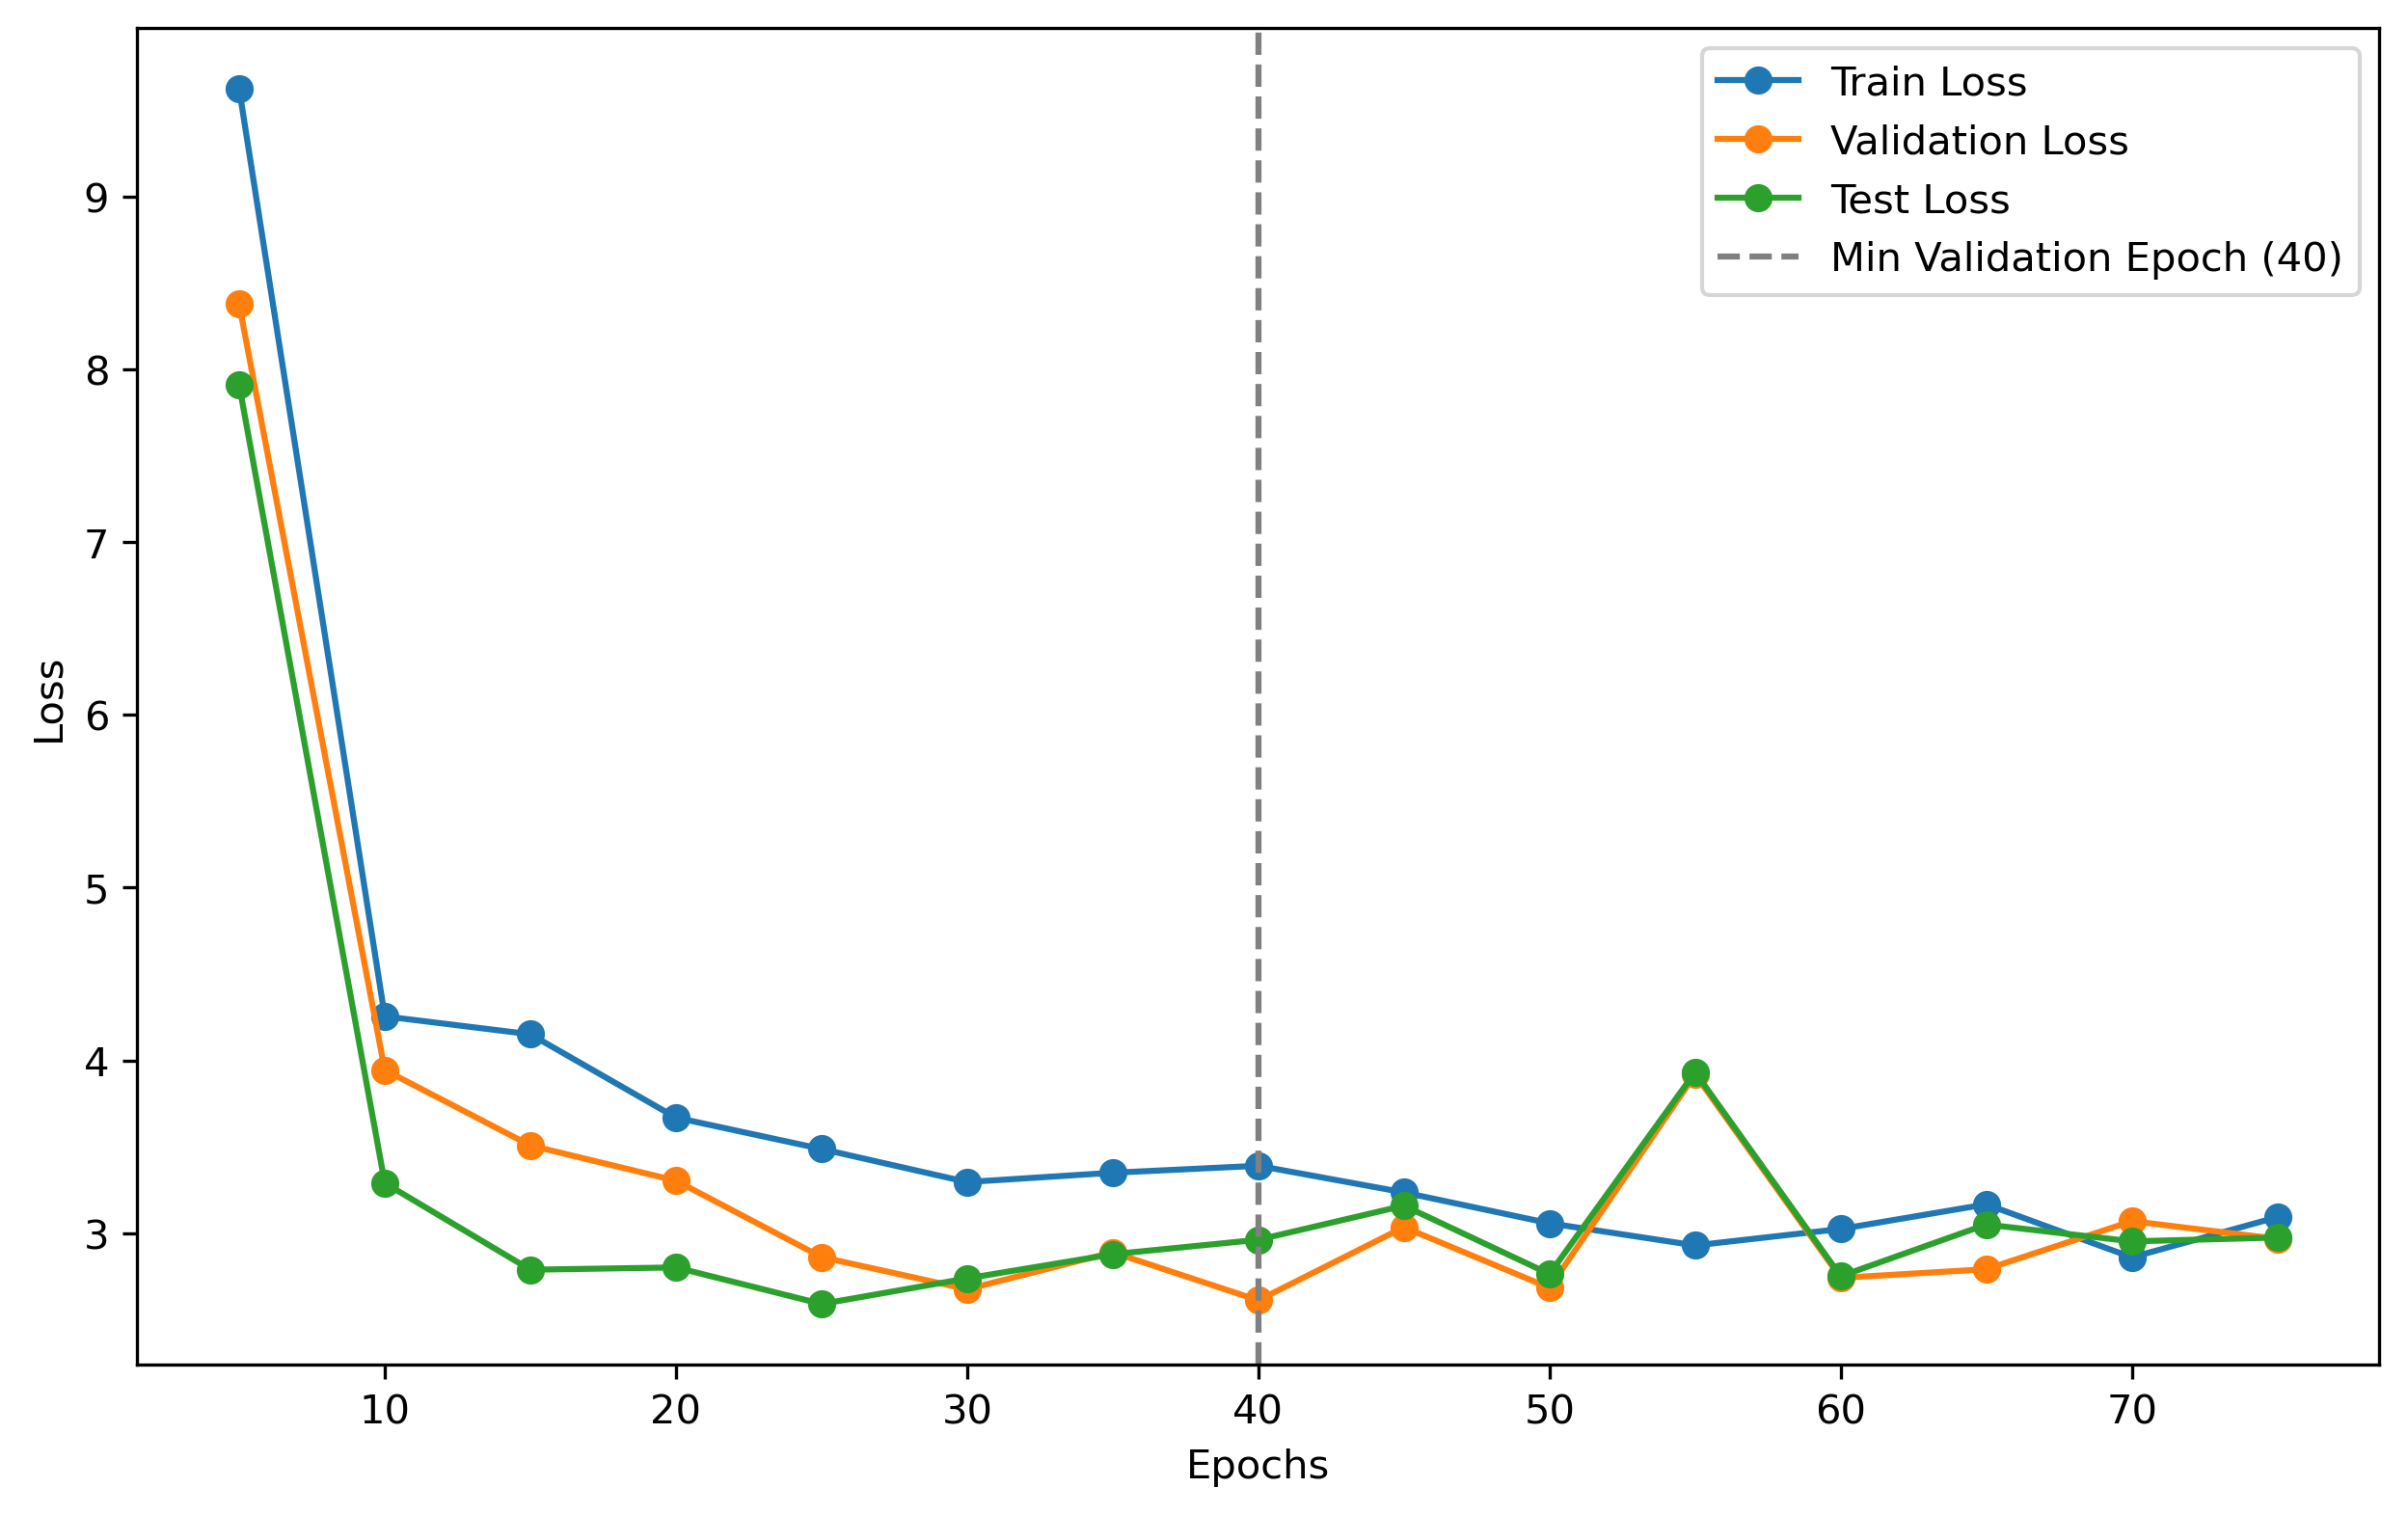 Train Loss
Validation Loss
Test Loss
Min Validation Epoch (40)
9
8
7
6
5
4
3
Loss
10 20 30 40 50 60 70
Epochs